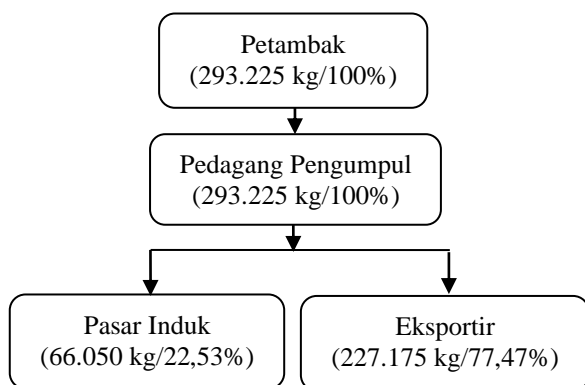 Petambak
(293.225 kg/100%)
Pedagang Pengumpul
(293.225 kg/100%)
Pasar Induk
(66.050 kg/22,53%)
Eksportir
(227.175 kg/77,47%)